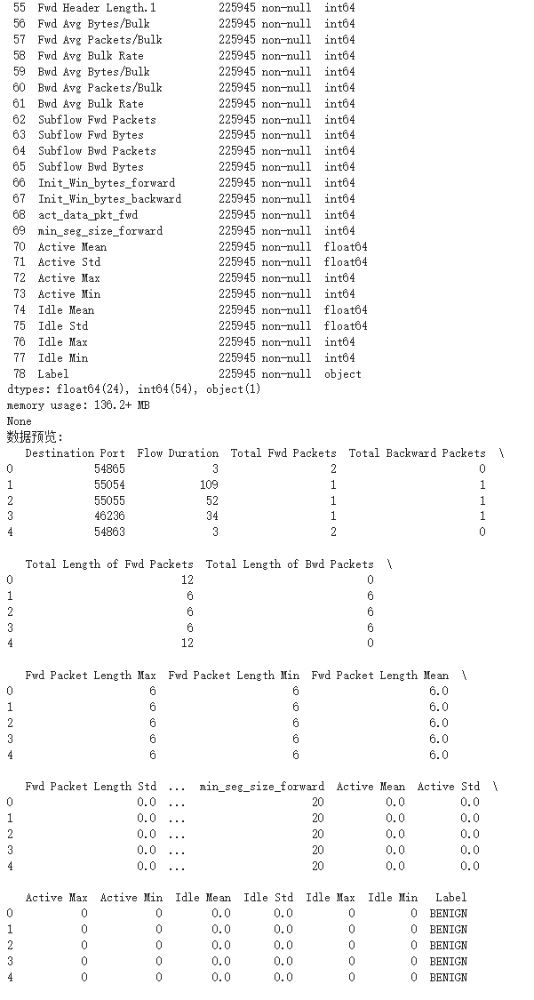 55  Fwd Header Length.1          225945 non-null  int64
56  Fwd Avg Bytes/Bulk           225945 non-null  int64
57  Fwd Avg Packets/Bulk         225945 non-null  int64
58  Fwd Avg Bulk Rate            225945 non-null  int64
59  Bwd Avg Bytes/Bulk           225945 non-null  int64
60  Bwd Avg Packets/Bulk         225945 non-null  int64
61  Bwd Avg Bulk Rate            225945 non-null  int64
62  Subflow Fwd Packets          225945 non-null  int64
63  Subflow Fwd Bytes            225945 non-null  int64
64  Subflow Bwd Packets          225945 non-null  int64
65  Subflow Bwd Bytes            225945 non-null  int64
66  Init_Win_bytes_forward       225945 non-null  int64
67  Init_Win_bytes_backward      225945 non-null  int64
68  act_data_pkt_fwd             225945 non-null  int64
69  min_seg_size_forward         225945 non-null  int64
70  Active Mean                  225945 non-null  float64
71  Active Std                   225945 non-null  float64
72  Active Max                   225945 non-null  int64
73  Active Min                   225945 non-null  int64
74  Idle Mean                    225945 non-null  float64
75  Idle Std                     225945 non-null  float64
76  Idle Max                     225945 non-null  int64
77  Idle Min                     225945 non-null  int64
78  Label                        225945 non-null  object
dtypes: float64(24), int64(54), object(1)
memory usage: 136.2+ MB
None
数据预览:
Destination Port  Flow Duration  Total Fwd Packets  Total Backward Packets  \
0  54865  3  2  0
1  55054  109  1  1
2  55055  52  1  1
3  46236  34  1  1
4  54863  3  2  0
Total Length of Fwd Packets  Total Length of Bwd Packets  \
0  12  0
1  6  6
2  6  6
3  6  6
4  12  0
Fwd Packet Length Max  Fwd Packet Length Min  Fwd Packet Length Mean  \
0  6  6  6.0
1  6  6  6.0
2  6  6  6.0
3  6  6  6.0
4  6  6  6.0
Fwd Packet Length Std  ...  min_seg_size_forward  Active Mean  Active Std  \
0  0.0  ...  20  0.0  0.0
1  0.0  ...  20  0.0  0.0
2  0.0  ...  20  0.0  0.0
3  0.0  ...  20  0.0  0.0
4  0.0  ...  20  0.0  0.0
Active Max  Active Min  Idle Mean  Idle Std  Idle Max  Idle Min  Label
0  0  0  0.0  0.0  0  0  BENIGN
1  0  0  0.0  0.0  0  0  BENIGN
2  0  0  0.0  0.0  0  0  BENIGN
3  0  0  0.0  0.0  0  0  BENIGN
4  0  0  0.0  0.0  0  0  BENIGN